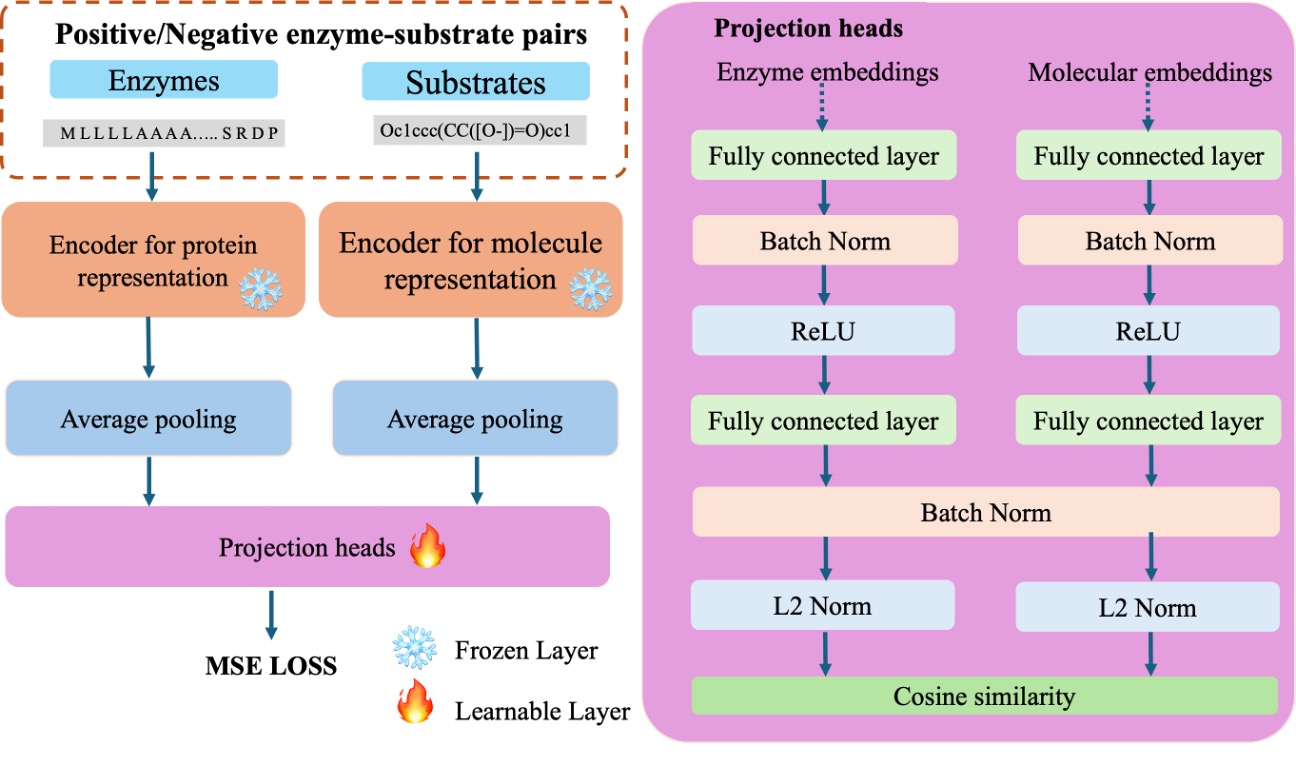 Positive/Negative enzyme-substrate pairs
Enzymes
Substrates
M L L L L A A A A….. S R D P
Oc1ccc(CC([O-])=O)cc1
Encoder for protein
representation
Encoder for molecule
representation
Average pooling
Average pooling
Projection heads
MSE LOSS
Frozen Layer
Learnable Layer
Projection heads
Enzyme embeddings
Molecular embeddings
Fully connected layer
Fully connected layer
Batch Norm
Batch Norm
ReLU
ReLU
Fully connected layer
Fully connected layer
Batch Norm
L2 Norm
L2 Norm
Cosine similarity